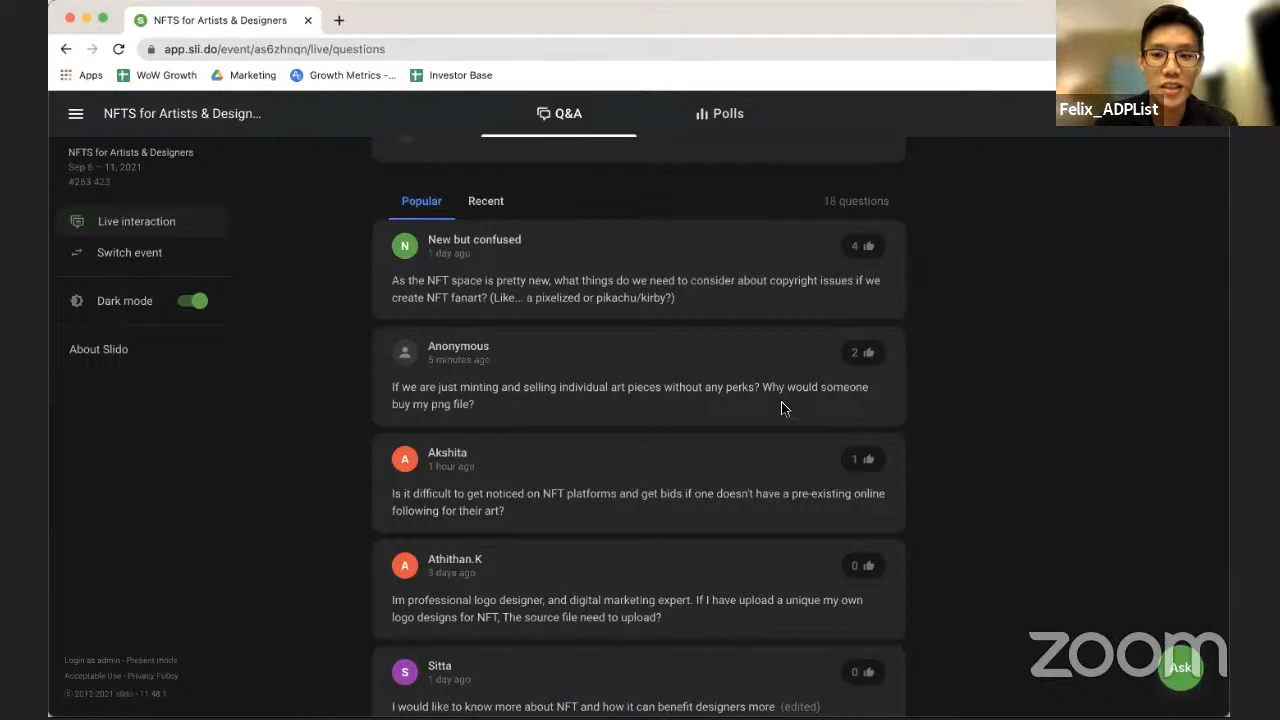 NFTS for Artists & Designers
app.sli.do/event/as6zhnqn/live/questions
Apps
WoW Growth
Marketing
Growth Metrics -...
Investor Base
Felix_ADPList
NFTS for Artists & Design...
Q&A
Polls
NFTS for Artists & Designers
Sep 6 – 11, 2021
#263 423
Live interaction
Switch event
Dark mode
About Slido
Popular
Recent
18 questions
N
New but confused
1 day ago
4
As the NFT space is pretty new, what things do we need to consider about copyright issues if we
create NFT fanart? (Like... a pixelized or pikachu/kirby?)
Anonymous
5 minutes ago
2
If we are just minting and selling individual art pieces without any perks? Why would someone
buy my png file?
A
Akshita
1 hour ago
1
Is it difficult to get noticed on NFT platforms and get bids if one doesn't have a pre-existing online
following for their art?
A
Athithan.K
3 days ago
0
Im professional logo designer, and digital marketing expert. If I have upload a unique my own
logo designs for NFT, The source file need to upload?
S
Sitta
1 day ago
0
I would like to know more about NFT and how it can benefit designers more (edited)
Login as admin - Present mode
Acceptable Use - Privacy Policy
© 2012-2021 slido - 11.48.1
zoom
Ask